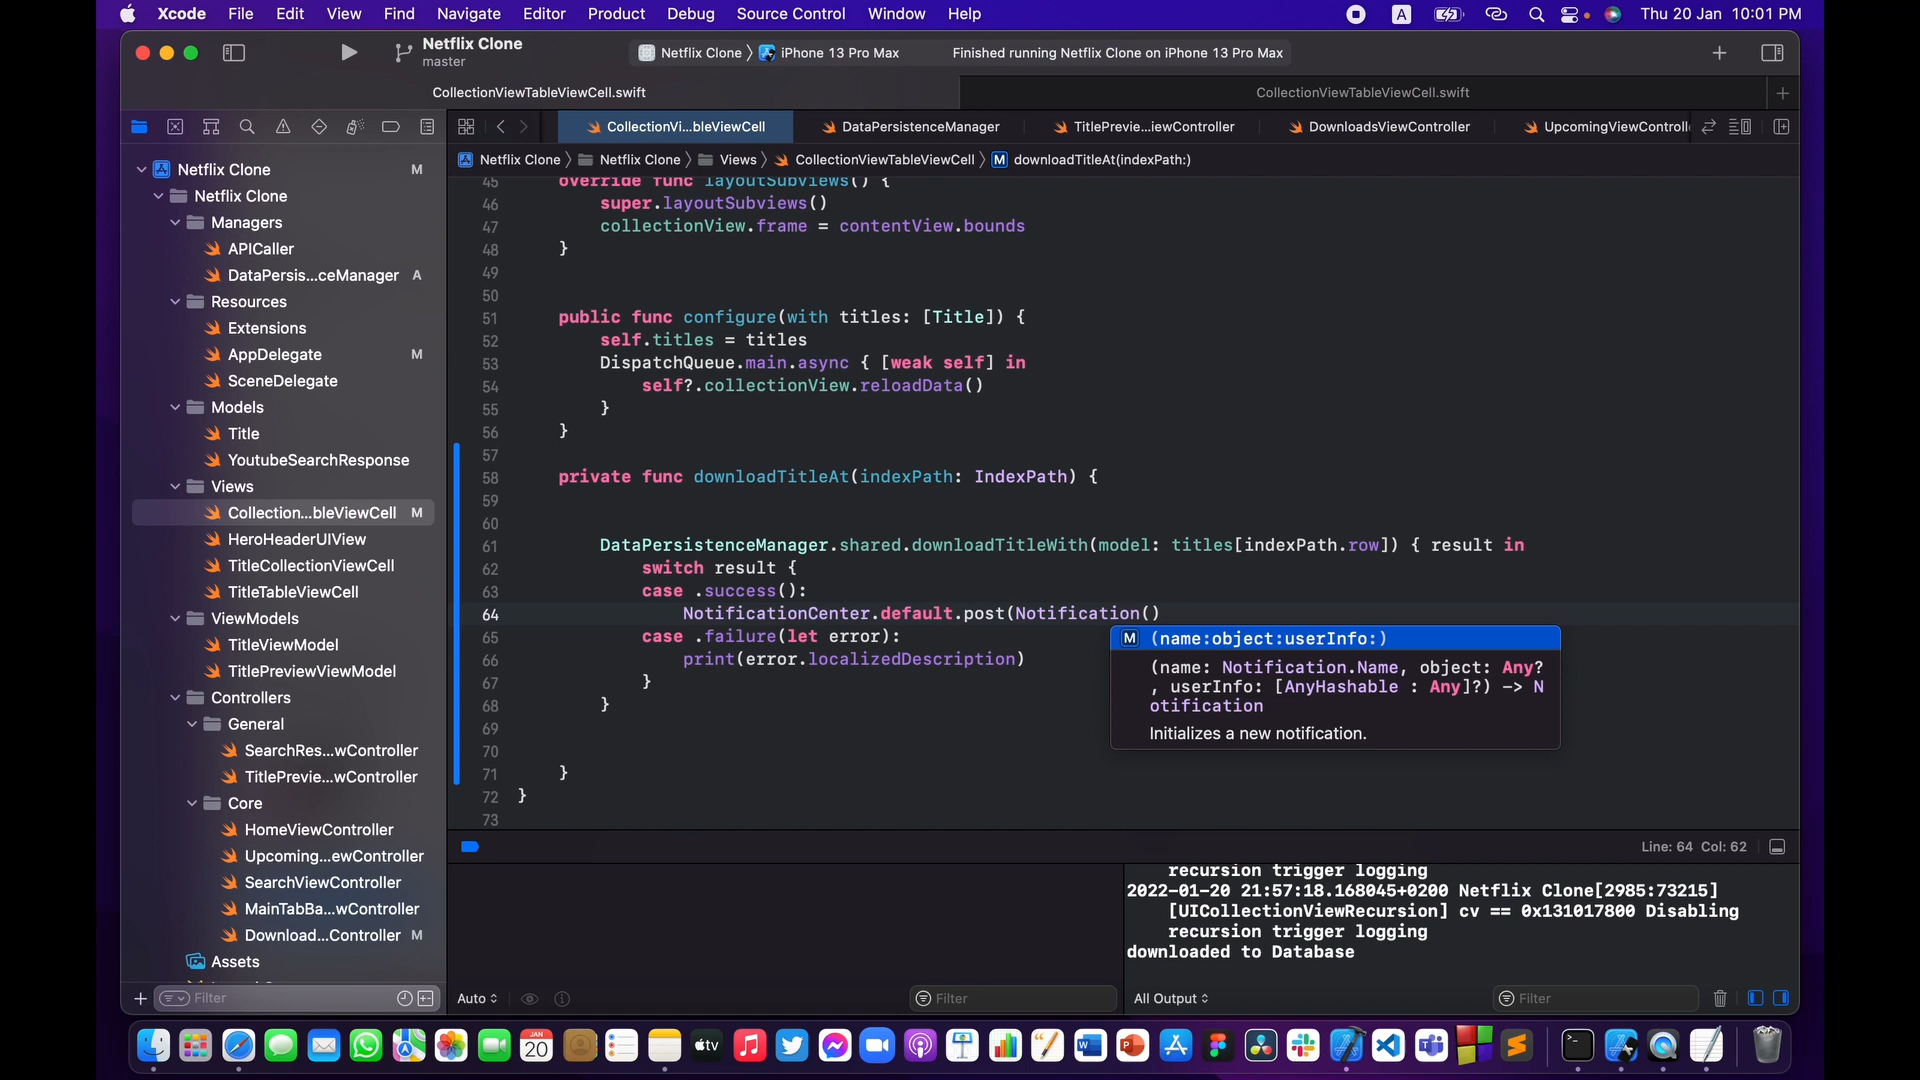 Xcode File Edit View Find Navigate Editor Product Debug Source Control Window Help A Thu 20 Jan 10:01 PM
Netflix Clone
master
Netflix Clone 〉 iPhone 13 Pro Max Finished running Netflix Clone on iPhone 13 Pro Max
CollectionViewTableViewCell.swift CollectionViewTableViewCell.swift
CollectionVi...bleViewCell DataPersistenceManager TitlePrevie...iewController DownloadsViewController UpcomingViewControll
Netflix Clone 〉 Netflix Clone 〉 Views 〉 CollectionViewTableViewCell 〉 M downloadTitleAt(indexPath:)
Netflix Clone M
Netflix Clone
Managers
APICaller
DataPersis...ceManager A
Resources
Extensions
AppDelegate M
SceneDelegate
Models
Title
YoutubeSearchResponse
Views
Collection...bleViewCell M
HeroHeaderUIView
TitleCollectionViewCell
TitleTableViewCell
ViewModels
TitleViewModel
TitlePreviewViewModel
Controllers
General
SearchRes...wController
TitlePrevie...wController
Core
HomeViewController
Upcoming...ewController
SearchViewController
MainTabBa...wController
Download...Controller M
Assets
Filter
45 override func layoutSubviews() {
46 super.layoutSubviews()
47 collectionView.frame = contentView.bounds
48 }
49
50
51 public func configure(with titles: [Title]) {
52 self.titles = titles
53 DispatchQueue.main.async { [weak self] in
54 self?.collectionView.reloadData()
55 }
56 }
57
58 private func downloadTitleAt(indexPath: IndexPath) {
59
60
61 DataPersistenceManager.shared.downloadTitleWith(model: titles[indexPath.row]) { result in
62 switch result {
63 case .success():
64 NotificationCenter.default.post(Notification()
65 case .failure(let error):
66 print(error.localizedDescription)
67 }
68 }
69
70
71 }
72 }
73
M (name:object:userInfo:)
(name: Notification.Name, object: Any?
, userInfo: [AnyHashable : Any]?) -> N
otification
Initializes a new notification.
Line: 64 Col: 62
recursion trigger logging
2022-01-20 21:57:18.168045+0200 Netflix Clone[2985:73215]
[UICollectionViewRecursion] cv == 0x131017800 Disabling
recursion trigger logging
downloaded to Database
Auto Filter All Output Filter
JAN
20
tv